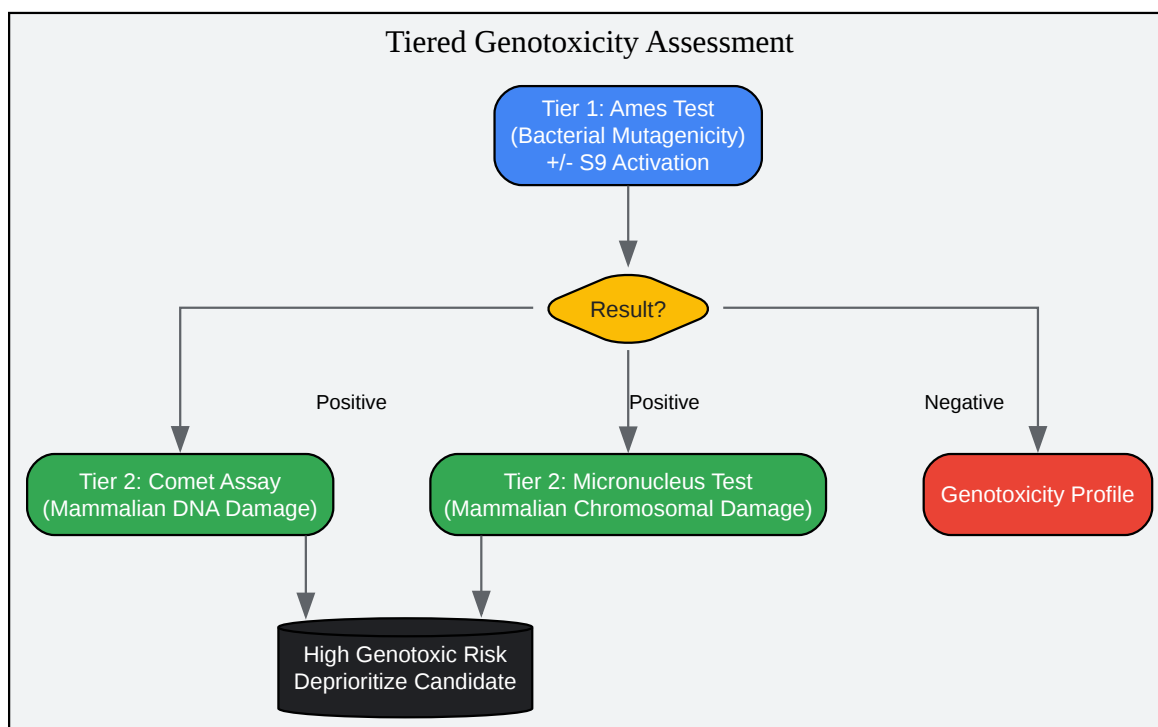 Tiered Genotoxicity Assessment
Tier 1: Ames Test
(Bacterial Mutagenicity)
+/- S9 Activation
Result?
Positive
Positive
Negative
Tier 2: Comet Assay
(Mammalian DNA Damage)
Tier 2: Micronucleus Test
(Mammalian Chromosomal Damage)
Genotoxicity Profile
High Genotoxic Risk
Deprioritize Candidate